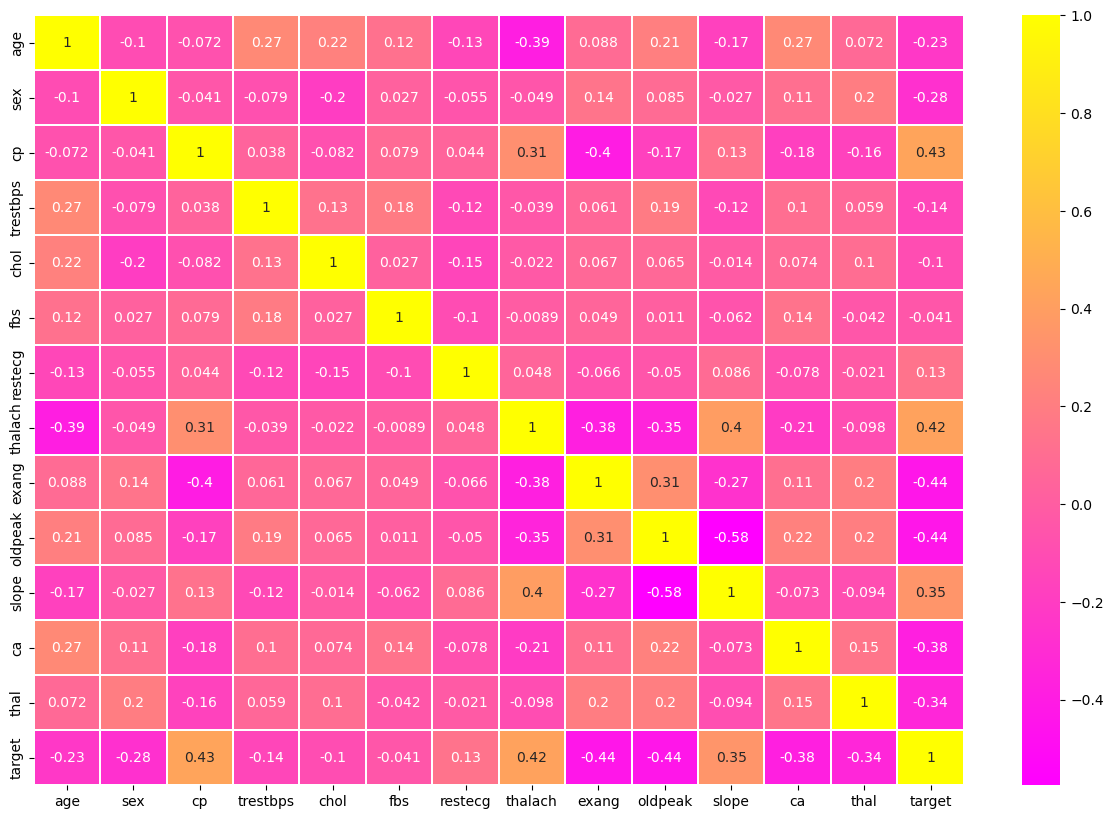 age 1 -0.1 -0.072 0.27 0.22 0.12 -0.13 -0.39 0.088 0.21 -0.17 0.27 0.072 -0.23
sex -0.1 1 -0.041 -0.079 -0.2 0.027 -0.055 -0.049 0.14 0.085 -0.027 0.11 0.2 -0.28
cp -0.072 -0.041 1 0.038 -0.082 0.079 0.044 0.31 -0.4 -0.17 0.13 -0.18 -0.16 0.43
trestbps 0.27 -0.079 0.038 1 0.13 0.18 -0.12 -0.039 0.061 0.19 -0.12 0.1 0.059 -0.14
chol 0.22 -0.2 -0.082 0.13 1 0.027 -0.15 -0.022 0.067 0.065 -0.014 0.074 0.1 -0.1
fbs 0.12 0.027 0.079 0.18 0.027 1 -0.1 -0.0089 0.049 0.011 -0.062 0.14 -0.042 -0.041
restecg -0.13 -0.055 0.044 -0.12 -0.15 -0.1 1 0.048 -0.066 -0.05 0.086 -0.078 -0.021 0.13
thalach -0.39 -0.049 0.31 -0.039 -0.022 -0.0089 0.048 1 -0.38 -0.35 0.4 -0.21 -0.098 0.42
exang 0.088 0.14 -0.4 0.061 0.067 0.049 -0.066 -0.38 1 0.31 -0.27 0.11 0.2 -0.44
oldpeak 0.21 0.085 -0.17 0.19 0.065 0.011 -0.05 -0.35 0.31 1 -0.58 0.22 0.2 -0.44
slope -0.17 -0.027 0.13 -0.12 -0.014 -0.062 0.086 0.4 -0.27 -0.58 1 -0.073 -0.094 0.35
ca 0.27 0.11 -0.18 0.1 0.074 0.14 -0.078 -0.21 0.11 0.22 -0.073 1 0.15 -0.38
thal 0.072 0.2 -0.16 0.059 0.1 -0.042 -0.021 -0.098 0.2 0.2 -0.094 0.15 1 -0.34
target -0.23 -0.28 0.43 -0.14 -0.1 -0.041 0.13 0.42 -0.44 -0.44 0.35 -0.38 -0.34 1
age sex cp trestbps chol fbs restecg thalach exang oldpeak slope ca thal target
1.0
0.8
0.6
0.4
0.2
0.0
−0.2
−0.4